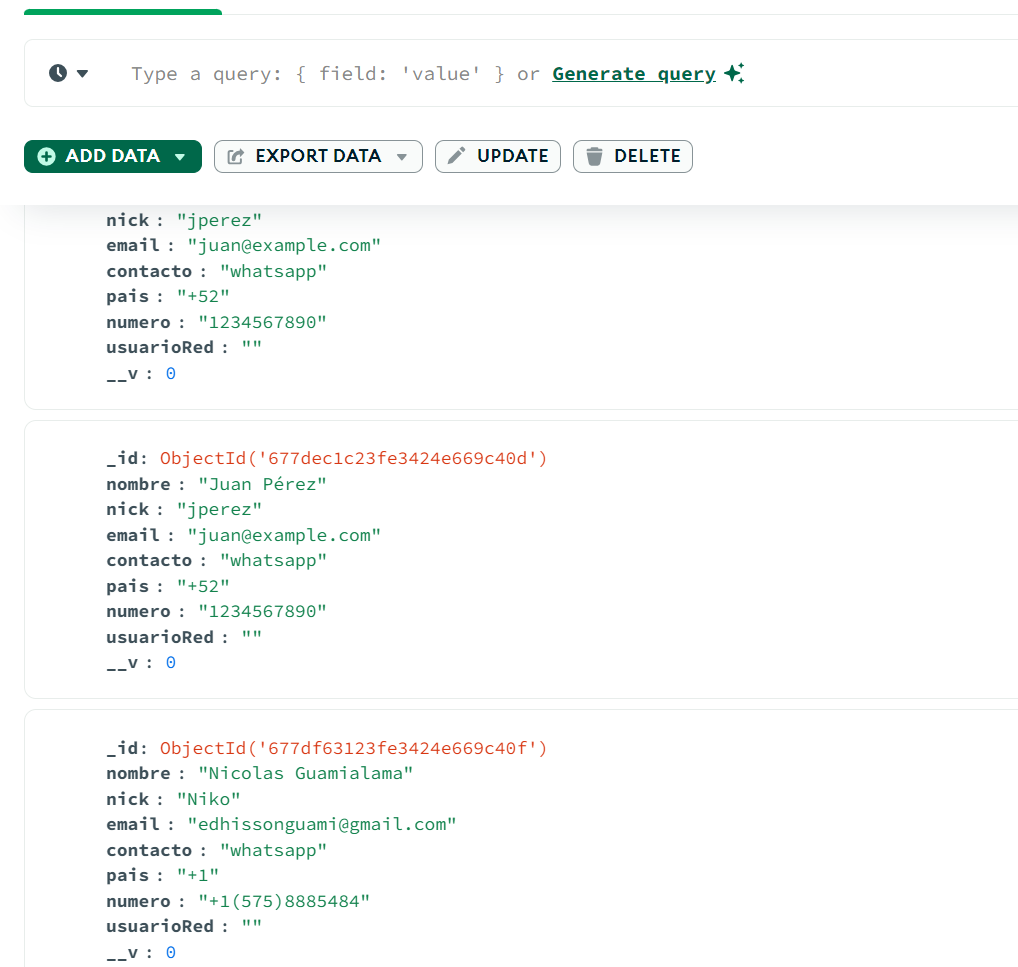 Type a query: { field: 'value' } or Generate query
ADD DATA EXPORT DATA UPDATE DELETE
nick : "jperez"
email : "juan@example.com"
contacto : "whatsapp"
pais : "+52"
numero : "1234567890"
usuarioRed : ""
__v : 0
_id: ObjectId('677dec1c23fe3424e669c40d')
nombre : "Juan Pérez"
nick : "jperez"
email : "juan@example.com"
contacto : "whatsapp"
pais : "+52"
numero : "1234567890"
usuarioRed : ""
__v : 0
_id: ObjectId('677df63123fe3424e669c40f')
nombre : "Nicolas Guamialama"
nick : "Niko"
email : "edhissonguami@gmail.com"
contacto : "whatsapp"
pais : "+1"
numero : "+1(575)8885484"
usuarioRed : ""
__v : 0